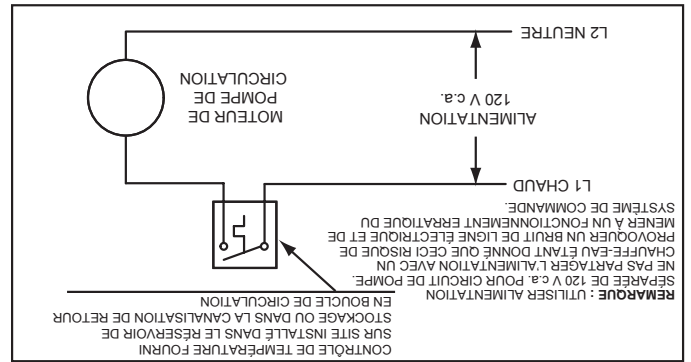 CONTRÔLE DE TEMPÉRATURE FOURNI
SUR SITE INSTALLÉ DANS LE RÉSERVOIR DE
STOCKAGE OU DANS LA CANALISATION DE RETOUR
EN BOUCLE DE CIRCULATION
REMARQUE : UTILISER ALIMENTATION
SÉPARÉE DE 120 V c.a. POUR CIRCUIT DE POMPE.
NE PAS PARTAGER L'ALIMENTATION AVEC UN
CHAUFFE-EAU ÉTANT DONNÉ QUE CECI RISQUE DE
PROVOQUER UN BRUIT DE LIGNE ÉLECTRIQUE ET DE
MENER À UN FONCTIONNEMENT ERRATIQUE DU
SYSTÈME DE COMMANDE.
L1 CHAUD
ALIMENTATION
120 V c.a.
MOTEUR DE
POMPE DE
CIRCULATION
L2 NEUTRE